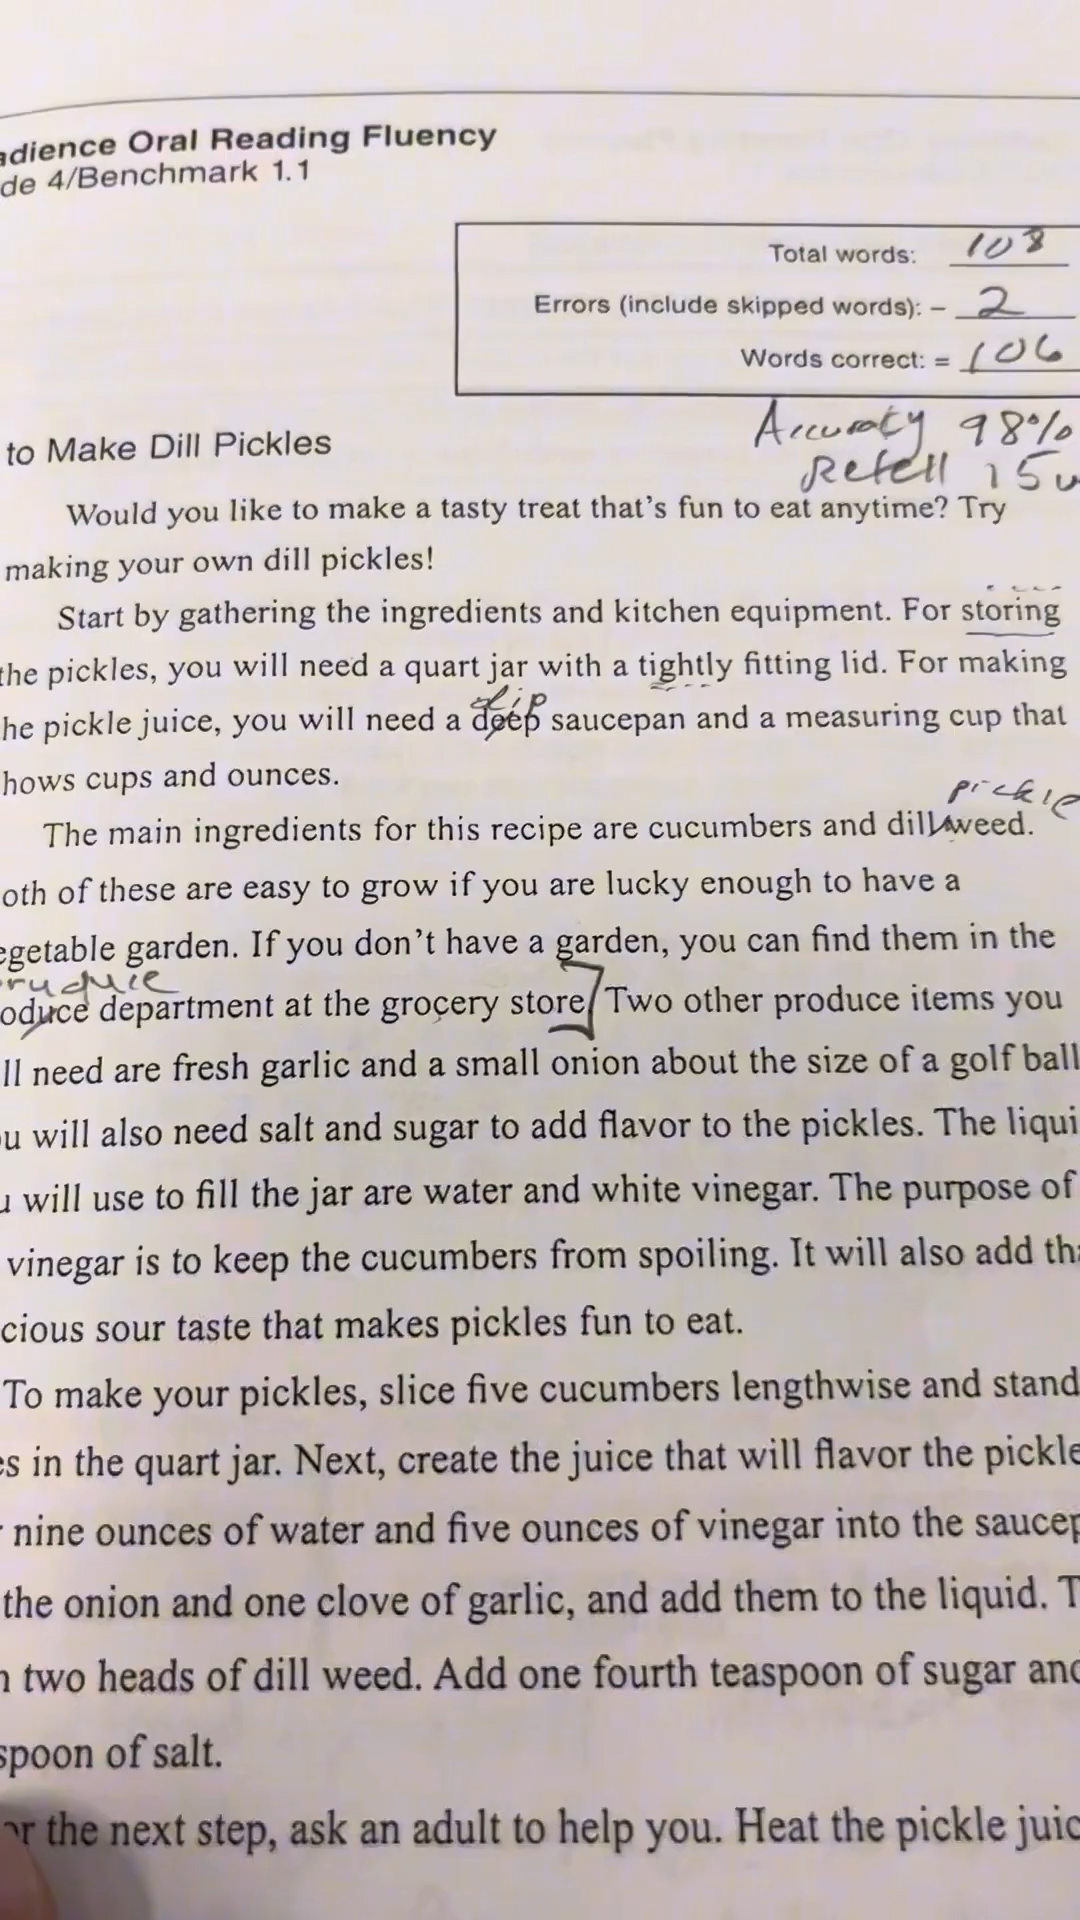 adience Oral Reading Fluency
de 4/Benchmark 1.1
Total words: 108
Errors (include skipped words): - 2
Words correct: = 106
Accuracy 98%
Retell 15
to Make Dill Pickles
Would you like to make a tasty treat that's fun to eat anytime? Try
making your own dill pickles!
Start by gathering the ingredients and kitchen equipment. For storing
the pickles, you will need a quart jar with a tightly fitting lid. For making
dip
he pickle juice, you will need a deep saucepan and a measuring cup that
hows cups and ounces.
pickle
The main ingredients for this recipe are cucumbers and dill weed.
oth of these are easy to grow if you are lucky enough to have a
egetable garden. If you don't have a garden, you can find them in the
oduce department at the grocery store] Two other produce items you
ll need are fresh garlic and a small onion about the size of a golf ball
ou will also need salt and sugar to add flavor to the pickles. The liqui
u will use to fill the jar are water and white vinegar. The purpose of
vinegar is to keep the cucumbers from spoiling. It will also add tha
cious sour taste that makes pickles fun to eat.
To make your pickles, slice five cucumbers lengthwise and stand
es in the quart jar. Next, create the juice that will flavor the pickle
r nine ounces of water and five ounces of vinegar into the saucep
the onion and one clove of garlic, and add them to the liquid. T
n two heads of dill weed. Add one fourth teaspoon of sugar and
spoon of salt.
or the next step, ask an adult to help you. Heat the pickle juic